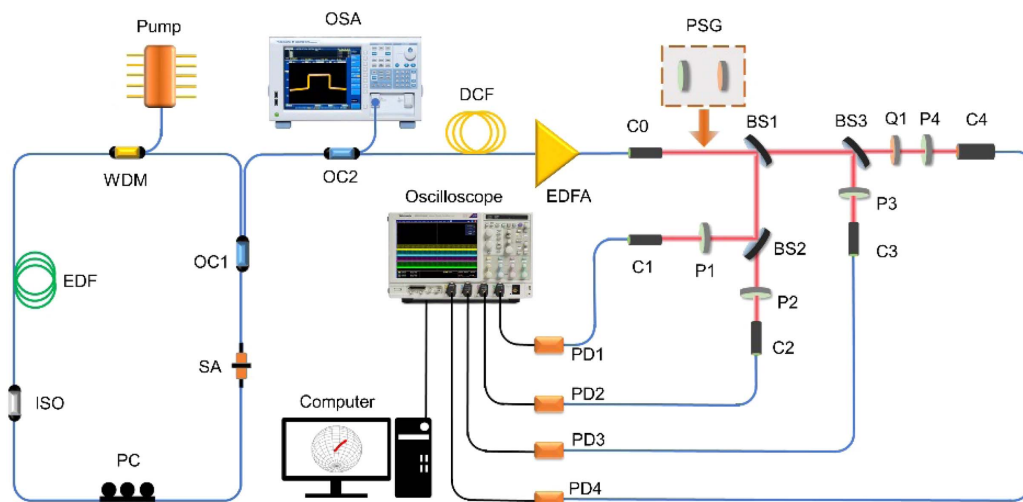 Pump
OSA
PSG
DCF
C0
BS1
BS3
Q1
P4
C4
WDM
OC2
EDFA
Oscilloscope
P3
OC1
C1
P1
BS2
C3
EDF
P2
SA
PD1
C2
ISO
Computer
PD2
PC
PD3
PD4